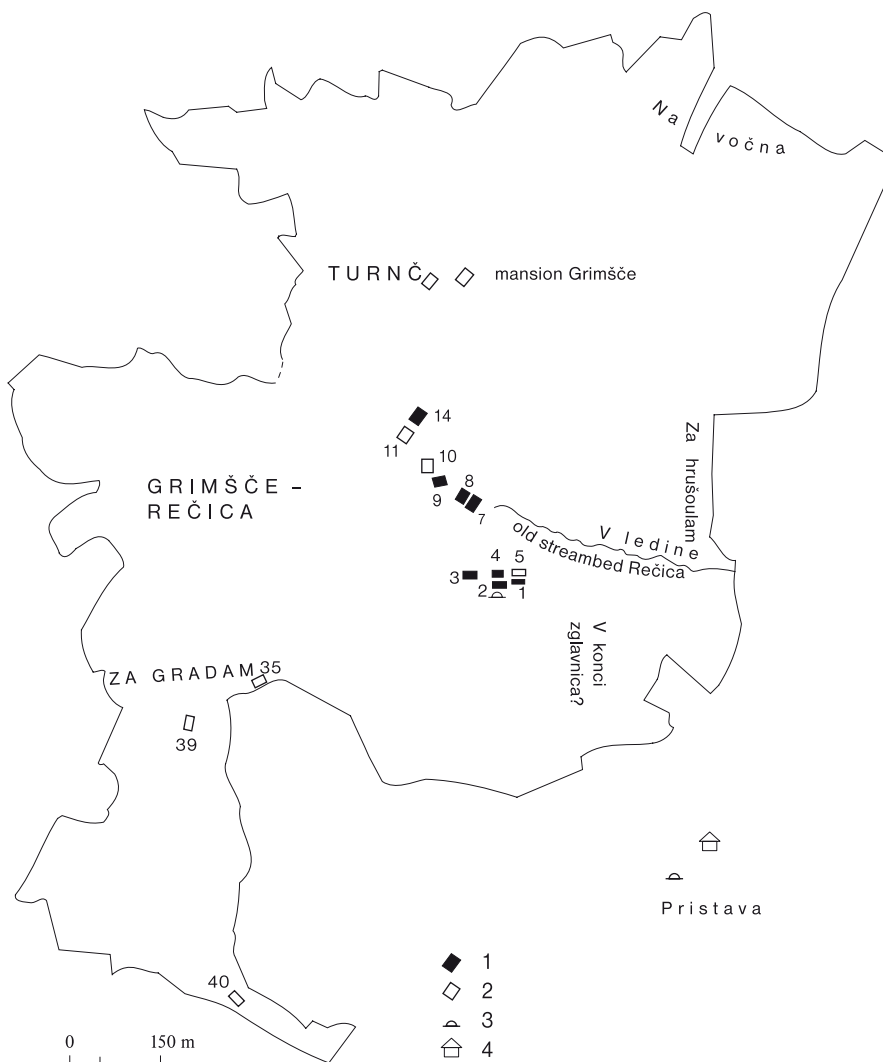 Na vočna
TURNČ
mansion Grimšče
14
11
10
GRIMŠČE –
REČICA
9
8
7
Za hrušoulam
V ledine
old streambed Rečica
3
4
5
2
1
V konci
zglavnica?
ZA GRADAM
35
39
Pristava
40
1
2
3
4
0
150 m